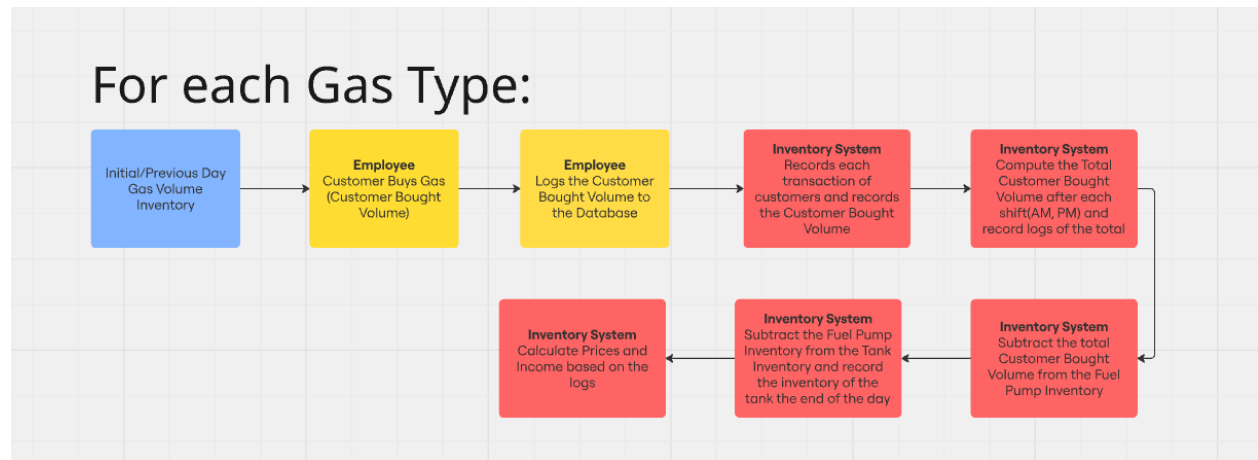 For each Gas Type:
Initial/Previous Day
Gas Volume
Inventory
Employee
Customer Buys Gas
(Customer Bought
Volume)
Employee
Logs the Customer
Bought Volume to
the Database
Inventory System
Records each
transaction of
customers and records
the Customer Bought
Volume
Inventory System
Compute the Total
Customer Bought
Volume after each
shift(AM, PM) and
record logs of the total
Inventory System
Subtract the total
Customer Bought
Volume from the Fuel
Pump Inventory
Inventory System
Subtract the Fuel Pump
Inventory from the Tank
Inventory and record
the inventory of the
tank the end of the day
Inventory System
Calculate Prices and
Income based on the
logs